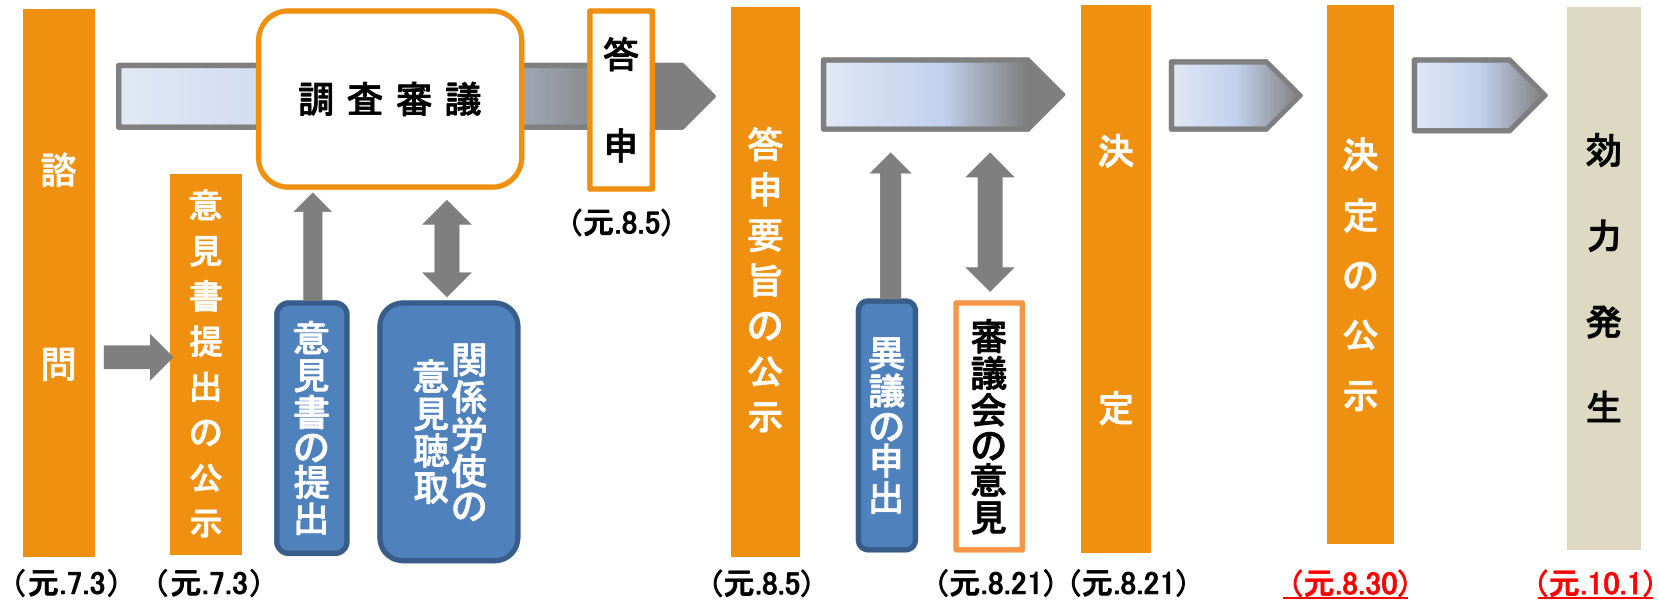 諮問
(元.7.3)
意見書提出の公示
(元.7.3)
調査審議
意見書の提出
関係労使の
意見聴取
答申
(元.8.5)
答申要旨の公示
(元.8.5)
異議の申出
審議会の意見
(元.8.21)
決定
(元.8.21)
決定の公示
(元.8.30)
効力発生
(元.10.1)